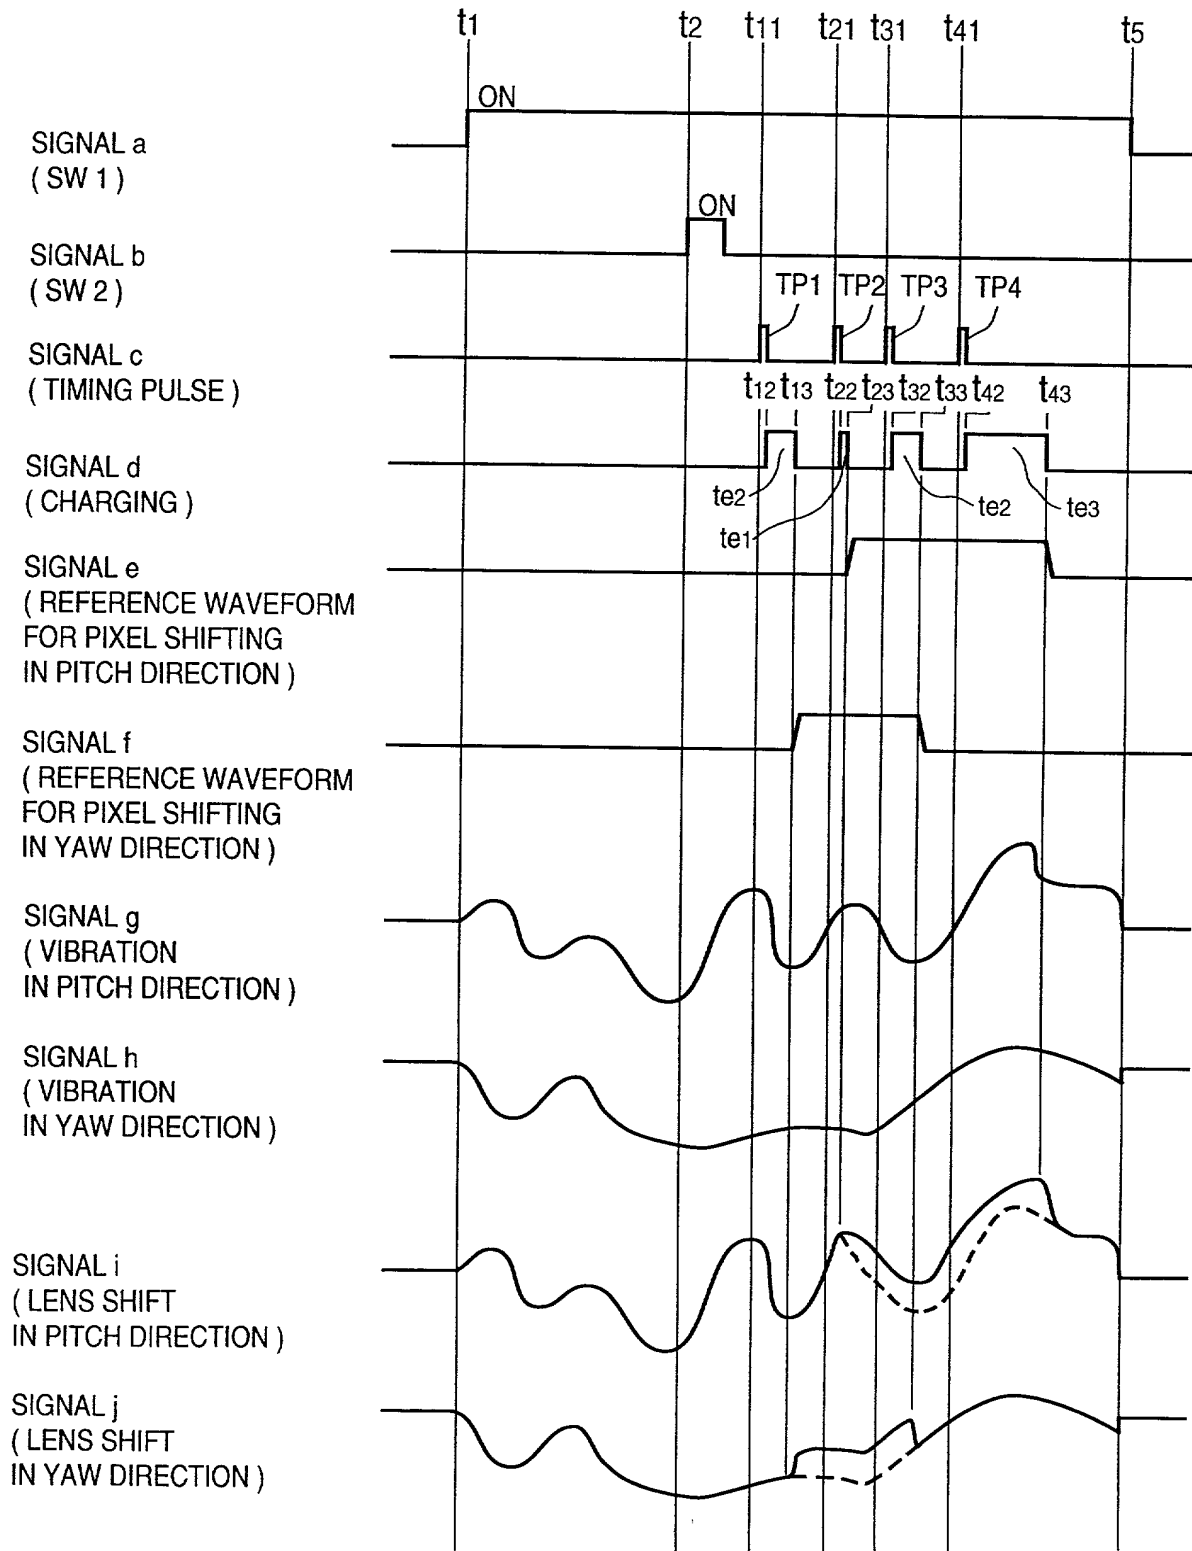 t1 t2 t11 t21 t31 t41 t5
ON
SIGNAL a
( SW 1 )
ON
SIGNAL b
( SW 2 )
TP1 TP2 TP3 TP4
SIGNAL c
( TIMING PULSE )
t12 t13 t22 t23 t32 t33 t42 t43
SIGNAL d
( CHARGING )
te2 te1 te2 te3
SIGNAL e
( REFERENCE WAVEFORM
FOR PIXEL SHIFTING
IN PITCH DIRECTION )
SIGNAL f
( REFERENCE WAVEFORM
FOR PIXEL SHIFTING
IN YAW DIRECTION )
SIGNAL g
( VIBRATION
IN PITCH DIRECTION )
SIGNAL h
( VIBRATION
IN YAW DIRECTION )
SIGNAL i
( LENS SHIFT
IN PITCH DIRECTION )
SIGNAL j
( LENS SHIFT
IN YAW DIRECTION )